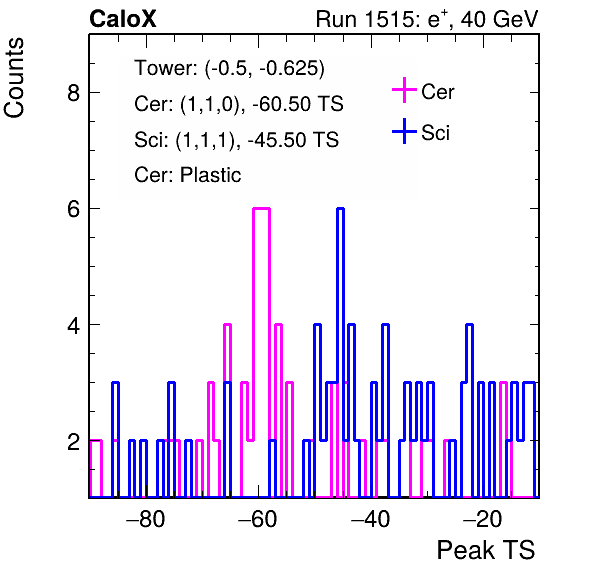 CaloX Run 1515: e⁺, 40 GeV
Counts
Tower: (-0.5, -0.625)
Cer: (1,1,0), -60.50 TS
Sci: (1,1,1), -45.50 TS
Cer: Plastic
Cer
Sci
8
6
4
2
−80 −60 −40 −20
Peak TS